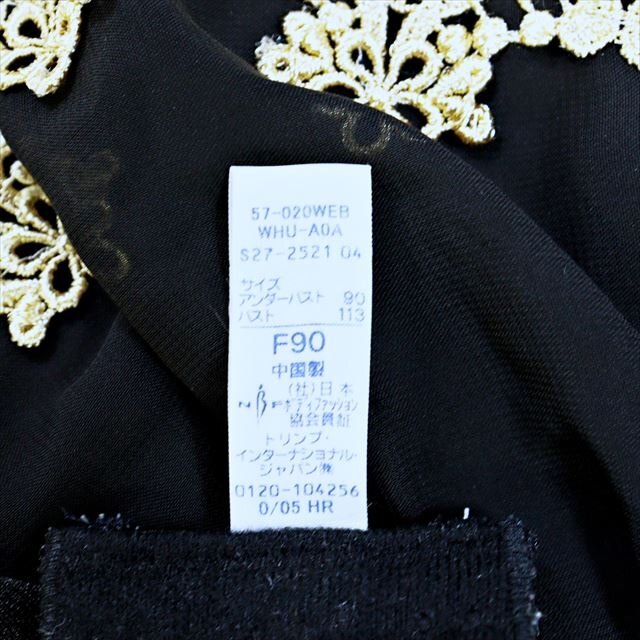 57-020WEB
WHU-A0A
S27-2521 04
サイズ
アンダーバスト 90
バスト 113
F90
中国製
(社)日本
NBF ボディファッション
協会賛証
トリンプ・
インターナショナル・
ジャパン㈱
0120-104256
0/05 HR